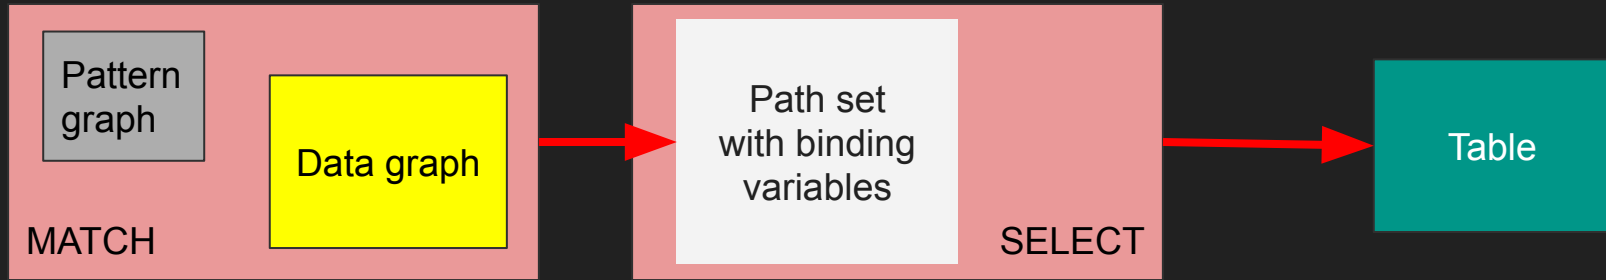 Pattern
graph
Data graph
MATCH
Path set
with binding
variables
SELECT
Table